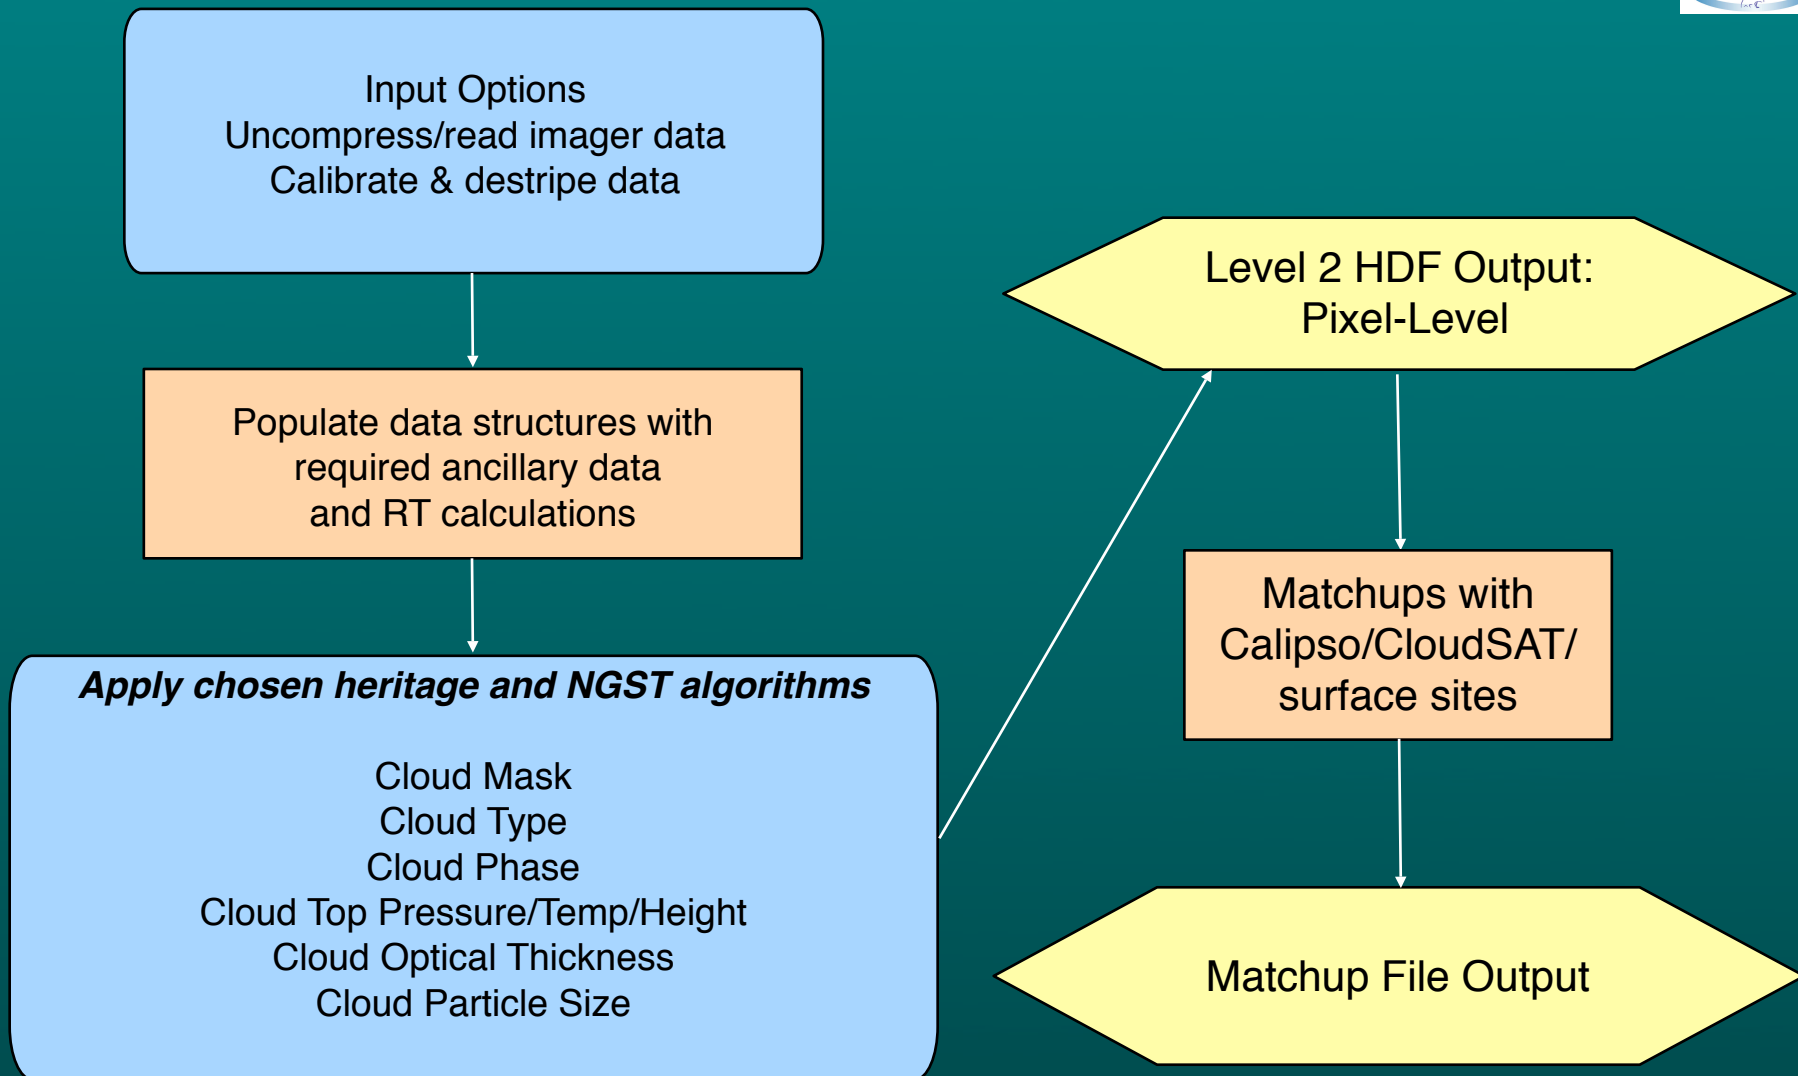 Input Options
Uncompress/read imager data
Calibrate & destripe data
Populate data structures with
required ancillary data
and RT calculations
Apply chosen heritage and NGST algorithms
Cloud Mask
Cloud Type
Cloud Phase
Cloud Top Pressure/Temp/Height
Cloud Optical Thickness
Cloud Particle Size
Level 2 HDF Output:
Pixel-Level
Matchups with
Calipso/CloudSAT/
surface sites
Matchup File Output